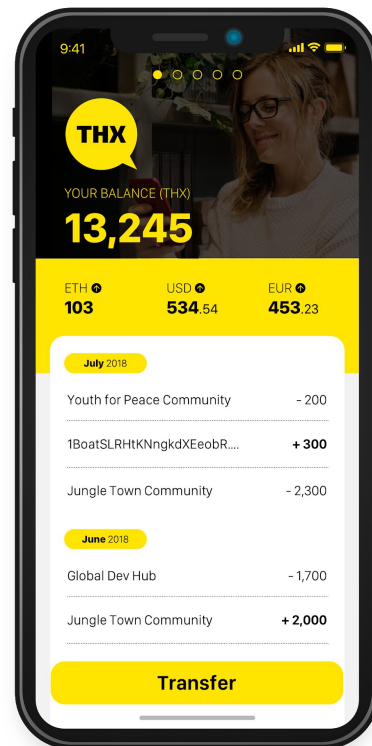 9:41
THX
YOUR BALANCE (THX)
13,245
ETH USD EUR
103 534.54 453.23
July 2018
Youth for Peace Community - 200
1BoatSLRHtKNngkdXEeobR.... + 300
Jungle Town Community - 2,300
June 2018
Global Dev Hub - 1,700
Jungle Town Community + 2,000
Transfer